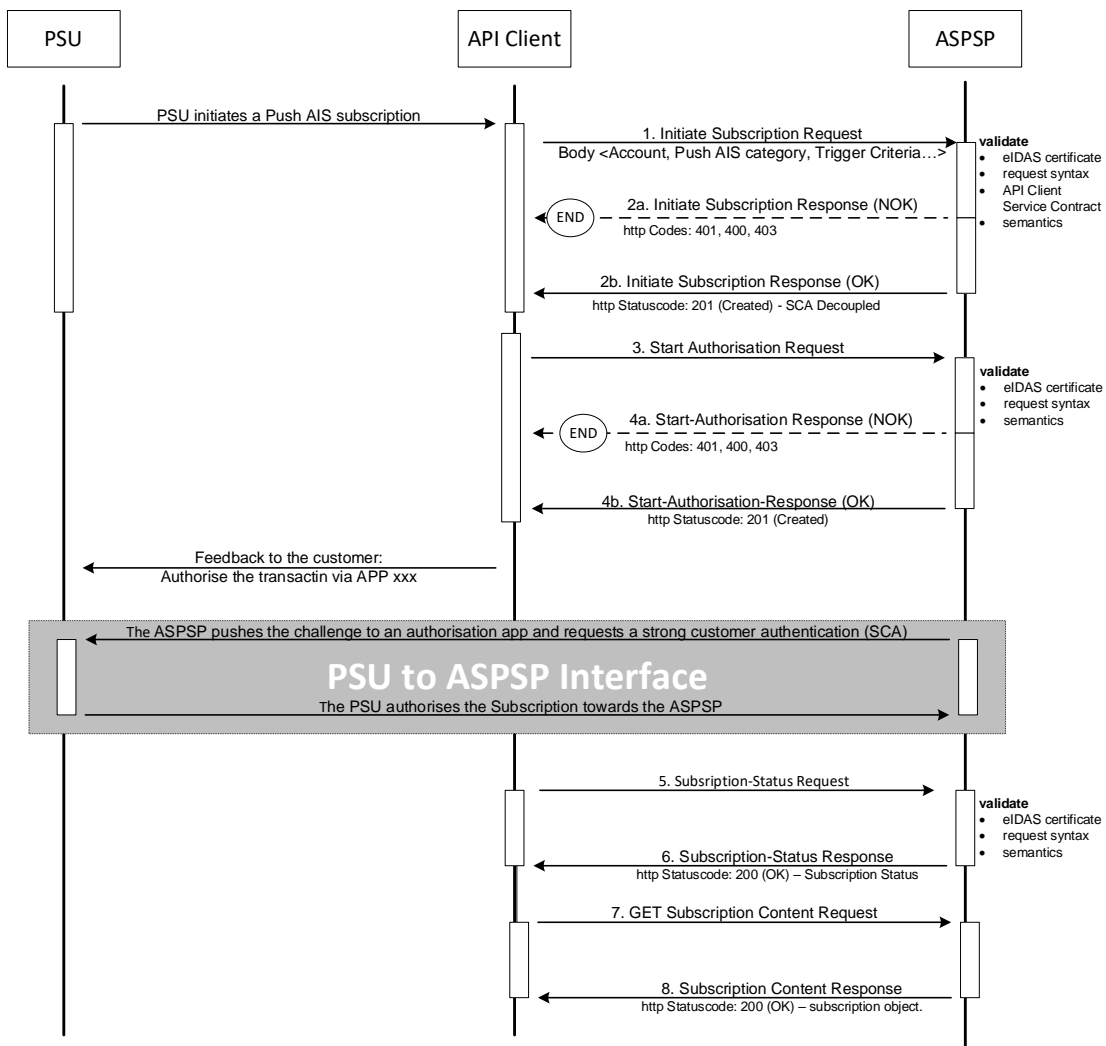 PSU
API Client
ASPSP
PSU initiates a Push AIS subscription
1. Initiate Subscription Request
Body <Account, Push AIS category, Trigger Criteria…>
validate
• eIDAS certificate
• request syntax
• API Client
Service Contract
• semantics
2a. Initiate Subscription Response (NOK)
END
http Codes: 401, 400, 403
2b. Initiate Subscription Response (OK)
http Statuscode: 201 (Created) - SCA Decoupled
3. Start Authorisation Request
validate
• eIDAS certificate
• request syntax
• semantics
4a. Start-Authorisation Response (NOK)
END
http Codes: 401, 400, 403
4b. Start-Authorisation-Response (OK)
http Statuscode: 201 (Created)
Feedback to the customer:
Authorise the transactin via APP xxx
The ASPSP pushes the challenge to an authorisation app and requests a strong customer authentication (SCA)
PSU to ASPSP Interface
The PSU authorises the Subscription towards the ASPSP
5. Subsription-Status Request
validate
• eIDAS certificate
• request syntax
• semantics
6. Subscription-Status Response
http Statuscode: 200 (OK) – Subscription Status
7. GET Subscription Content Request
8. Subscription Content Response
http Statuscode: 200 (OK) – subscription object.